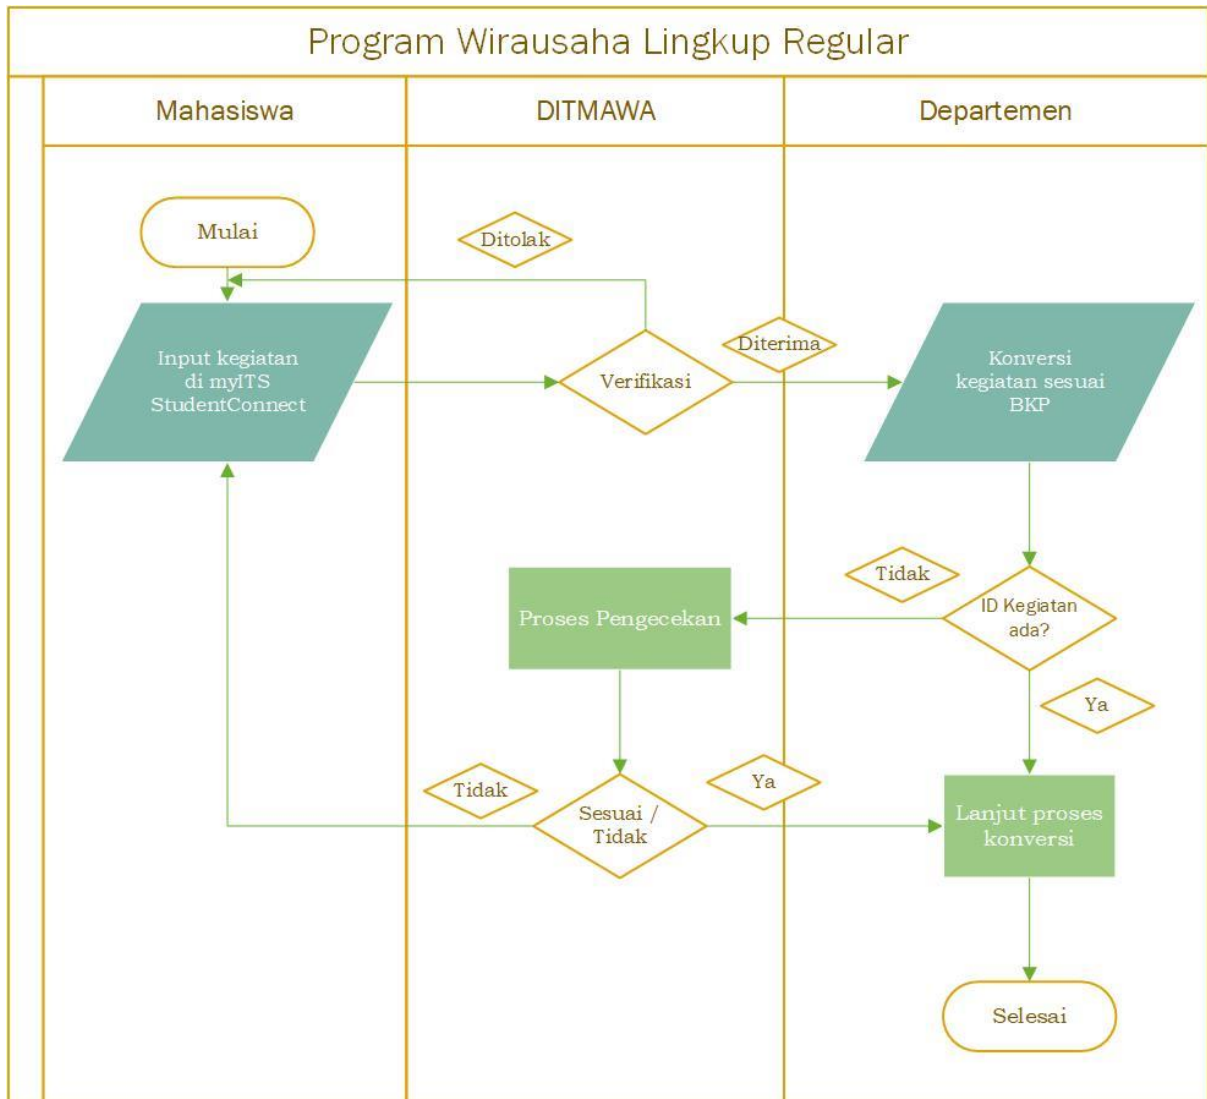 Program Wirausaha Lingkup Regular
Mahasiswa
DITMAWA
Departemen
Mulai
Ditolak
Input kegiatan
di myITS
StudentConnect
Verifikasi
Diterima
Konversi
kegiatan sesuai
BKP
Tidak
ID Kegiatan
ada?
Proses Pengecekan
Ya
Tidak
Sesuai /
Tidak
Ya
Lanjut proses
konversi
Selesai